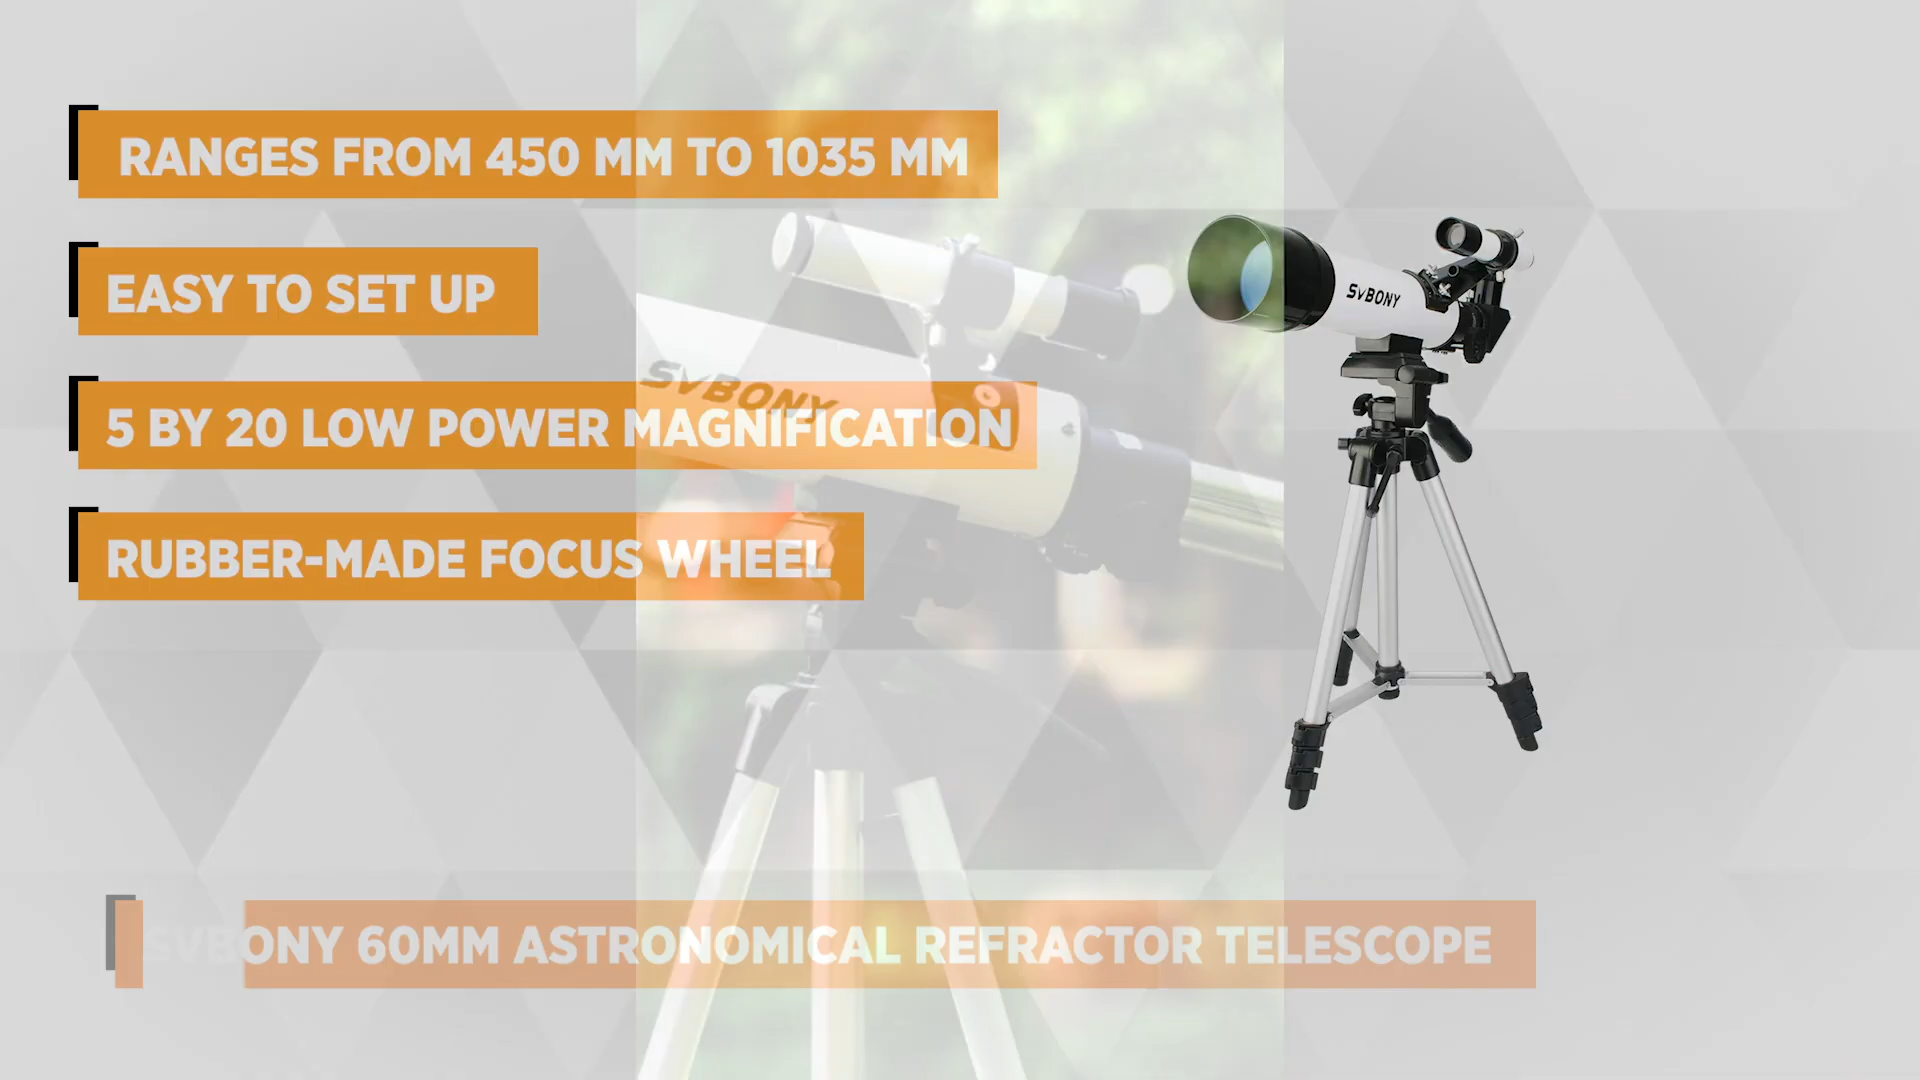 RANGES FROM 450 MM TO 1035 MM
EASY TO SET UP
5 BY 20 LOW POWER MAGNIFICATION
RUBBER-MADE FOCUS WHEEL
SVBONY
SVBONY
SVBONY 60MM ASTRONOMICAL REFRACTOR TELESCOPE